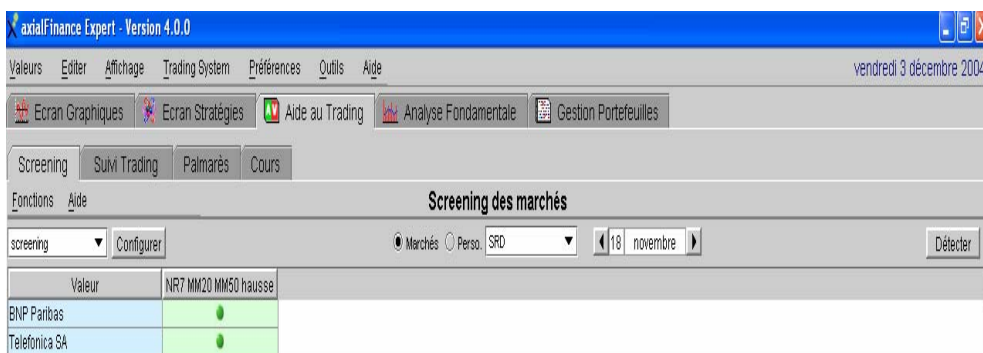 axialFinance Expert - Version 4.0.0
Valeurs Editer Affichage Trading System Préférences Outils Aide vendredi 3 décembre 2004
Ecran Graphiques Ecran Stratégies Aide au Trading Analyse Fondamentale Gestion Portefeuilles
Screening Suivi Trading Palmarès Cours
Fonctions Aide Screening des marchés
screening Configurer Marchés Perso. SRD 18 novembre Détecter
Valeur NR7 MM20 MM50 hausse
BNP Paribas
Telefonica SA